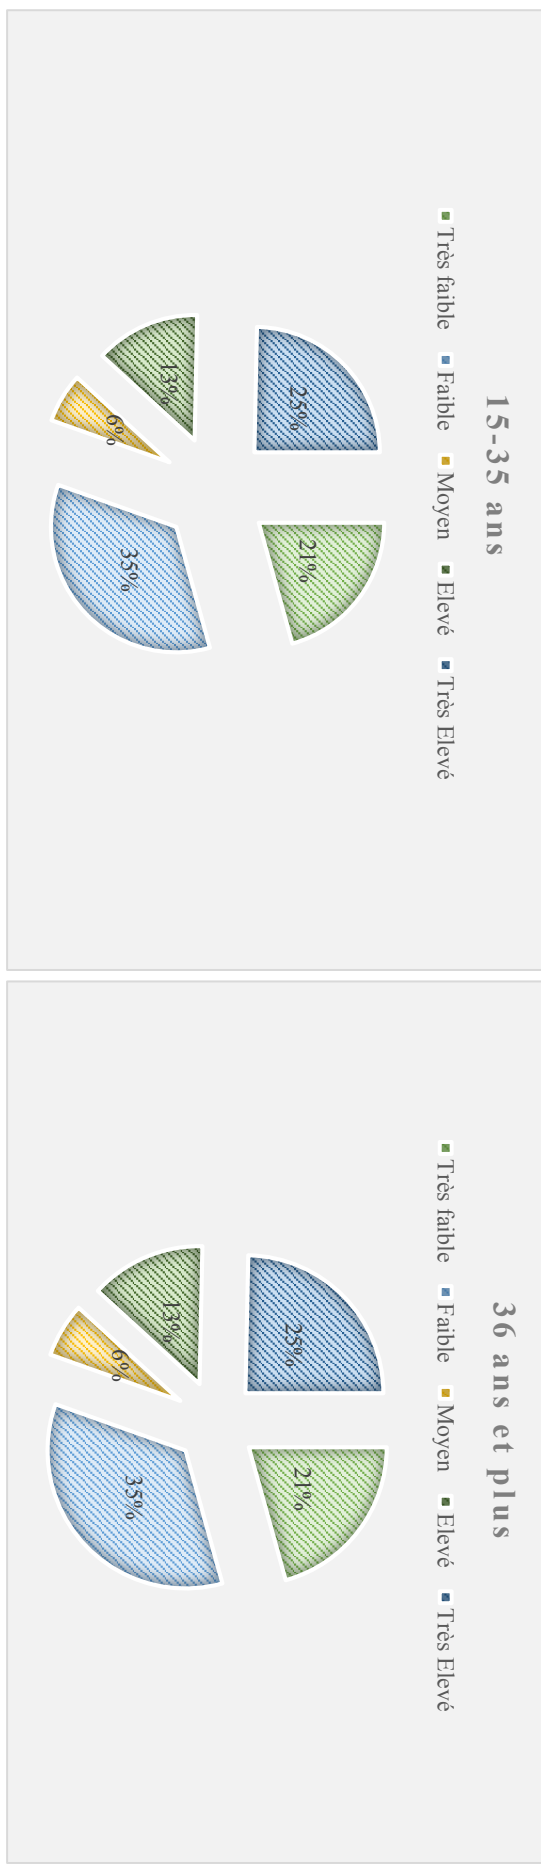 15-35 ans
Très faible Faible Moyen Elevé Très Elevé
25% 21%
13%
6% 35%
36 ans et plus
Très faible Faible Moyen Elevé Très Elevé
25% 21%
13%
6% 35%